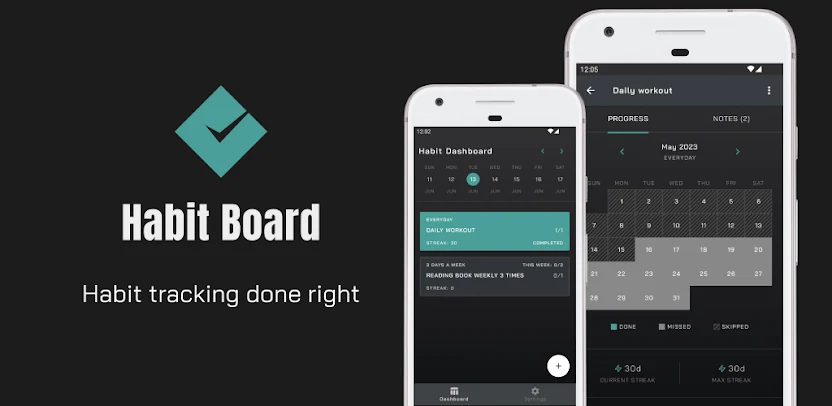 Habit Board
Habit tracking done right
13:02
Habit Dashboard
SUN MON TUE WED THU FRI SAT
11 12 13 14 15 16 17
JUN JUN JUN JUN JUN JUN JUN
EVERYDAY
DAILY WORKOUT 1/1
STREAK: 30 COMPLETED
3 DAYS A WEEK THIS WEEK: 0/3
READING BOOK WEEKLY 3 TIMES 0/1
STREAK: 0
+
Dashboard Settings
12:05
Daily workout
PROGRESS NOTES (2)
May 2023
EVERYDAY
SUN MON TUE WED THU FRI SAT
1 2 3 4 5 6
7 8 9 10 11 12 13
14 15 16 17 18 19 20
21 22 23 24 25 26 27
28 29 30 31
DONE MISSED SKIPPED
30d 30d
CURRENT STREAK MAX STREAK